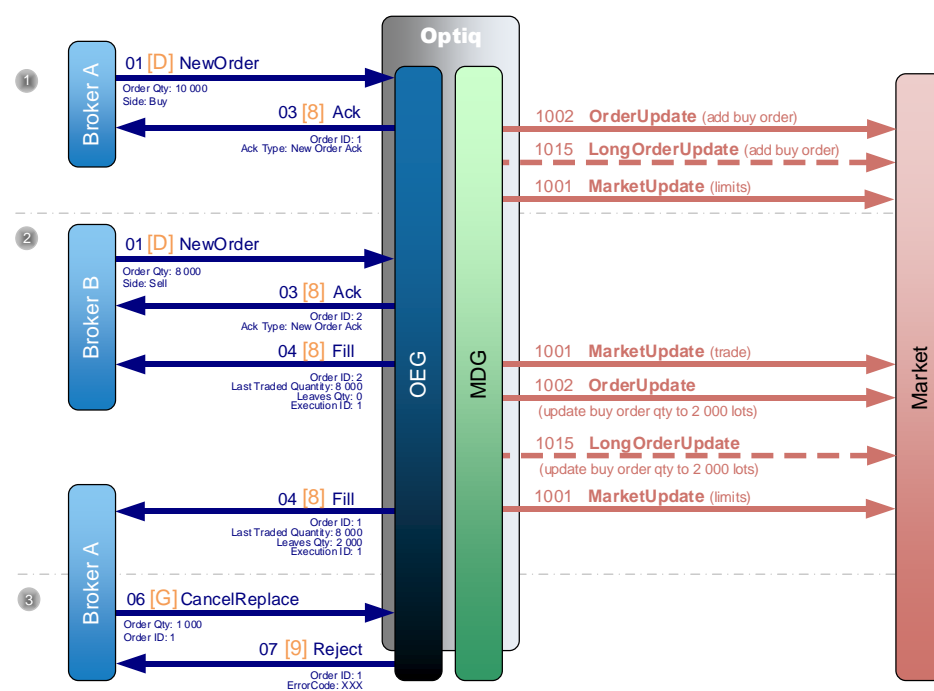 Optiq
1
Broker A
01 [D] NewOrder
Order Qty: 10 000
Side: Buy
03 [8] Ack
Order ID: 1
Ack Type: New Order Ack
1002 OrderUpdate (add buy order)
1015 LongOrderUpdate (add buy order)
1001 MarketUpdate (limits)
2
Broker B
01 [D] NewOrder
Order Qty: 8 000
Side: Sell
03 [8] Ack
Order ID: 2
Ack Type: New Order Ack
04 [8] Fill
Order ID: 2
Last Traded Quantity: 8 000
Leaves Qty: 0
Execution ID: 1
OEG
MDG
Market
1001 MarketUpdate (trade)
1002 OrderUpdate
(update buy order qty to 2 000 lots)
1015 LongOrderUpdate
(update buy order qty to 2 000 lots)
Broker A
04 [8] Fill
Order ID: 1
Last Traded Quantity: 8 000
Leaves Qty: 2 000
Execution ID: 1
1001 MarketUpdate (limits)
3
06 [G] CancelReplace
Order Qty: 1 000
Order ID: 1
07 [9] Reject
Order ID: 1
ErrorCode: XXX